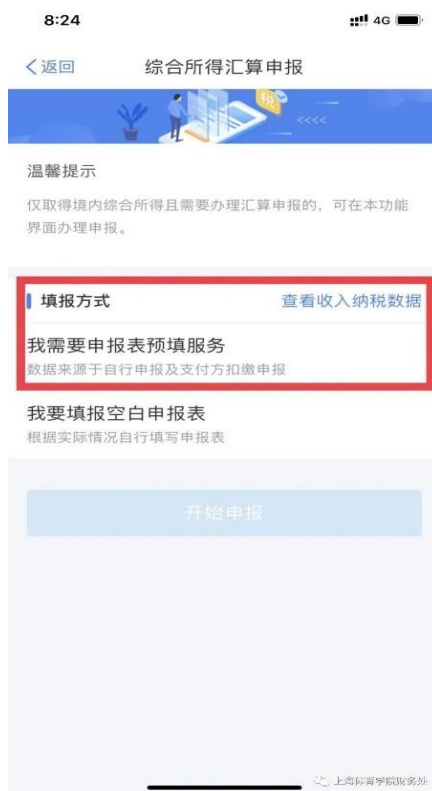 8:24
4G
返回
综合所得汇算申报
税
<<<<
温馨提示
仅取得境内综合所得且需要办理汇算申报的，可在本功能
界面办理申报。
填报方式
查看收入纳税数据
我需要申报表预填服务
数据来源于自行申报及支付方扣缴申报
我要填报空白申报表
根据实际情况自行填写申报表
开始申报
上海体育学院财务处